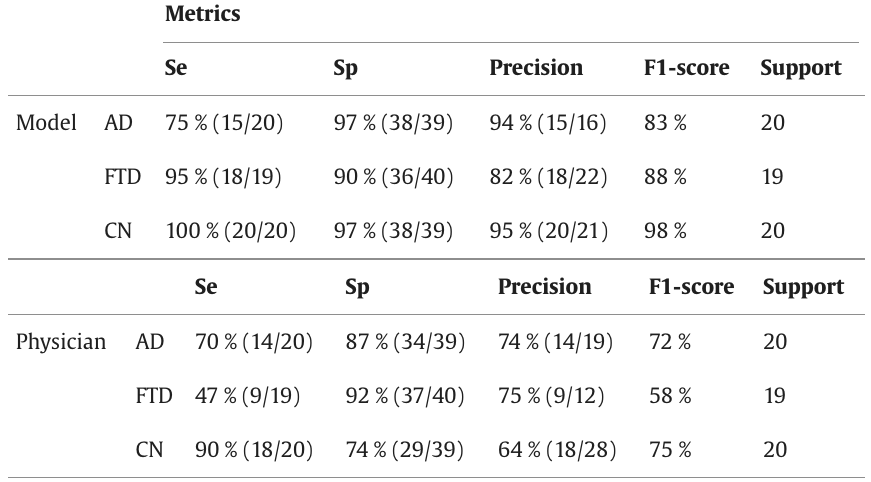 Metrics
Se Sp Precision F1-score Support
Model AD 75 % (15/20) 97 % (38/39) 94 % (15/16) 83 % 20
FTD 95 % (18/19) 90 % (36/40) 82 % (18/22) 88 % 19
CN 100 % (20/20) 97 % (38/39) 95 % (20/21) 98 % 20
Se Sp Precision F1-score Support
Physician AD 70 % (14/20) 87 % (34/39) 74 % (14/19) 72 % 20
FTD 47 % (9/19) 92 % (37/40) 75 % (9/12) 58 % 19
CN 90 % (18/20) 74 % (29/39) 64 % (18/28) 75 % 20